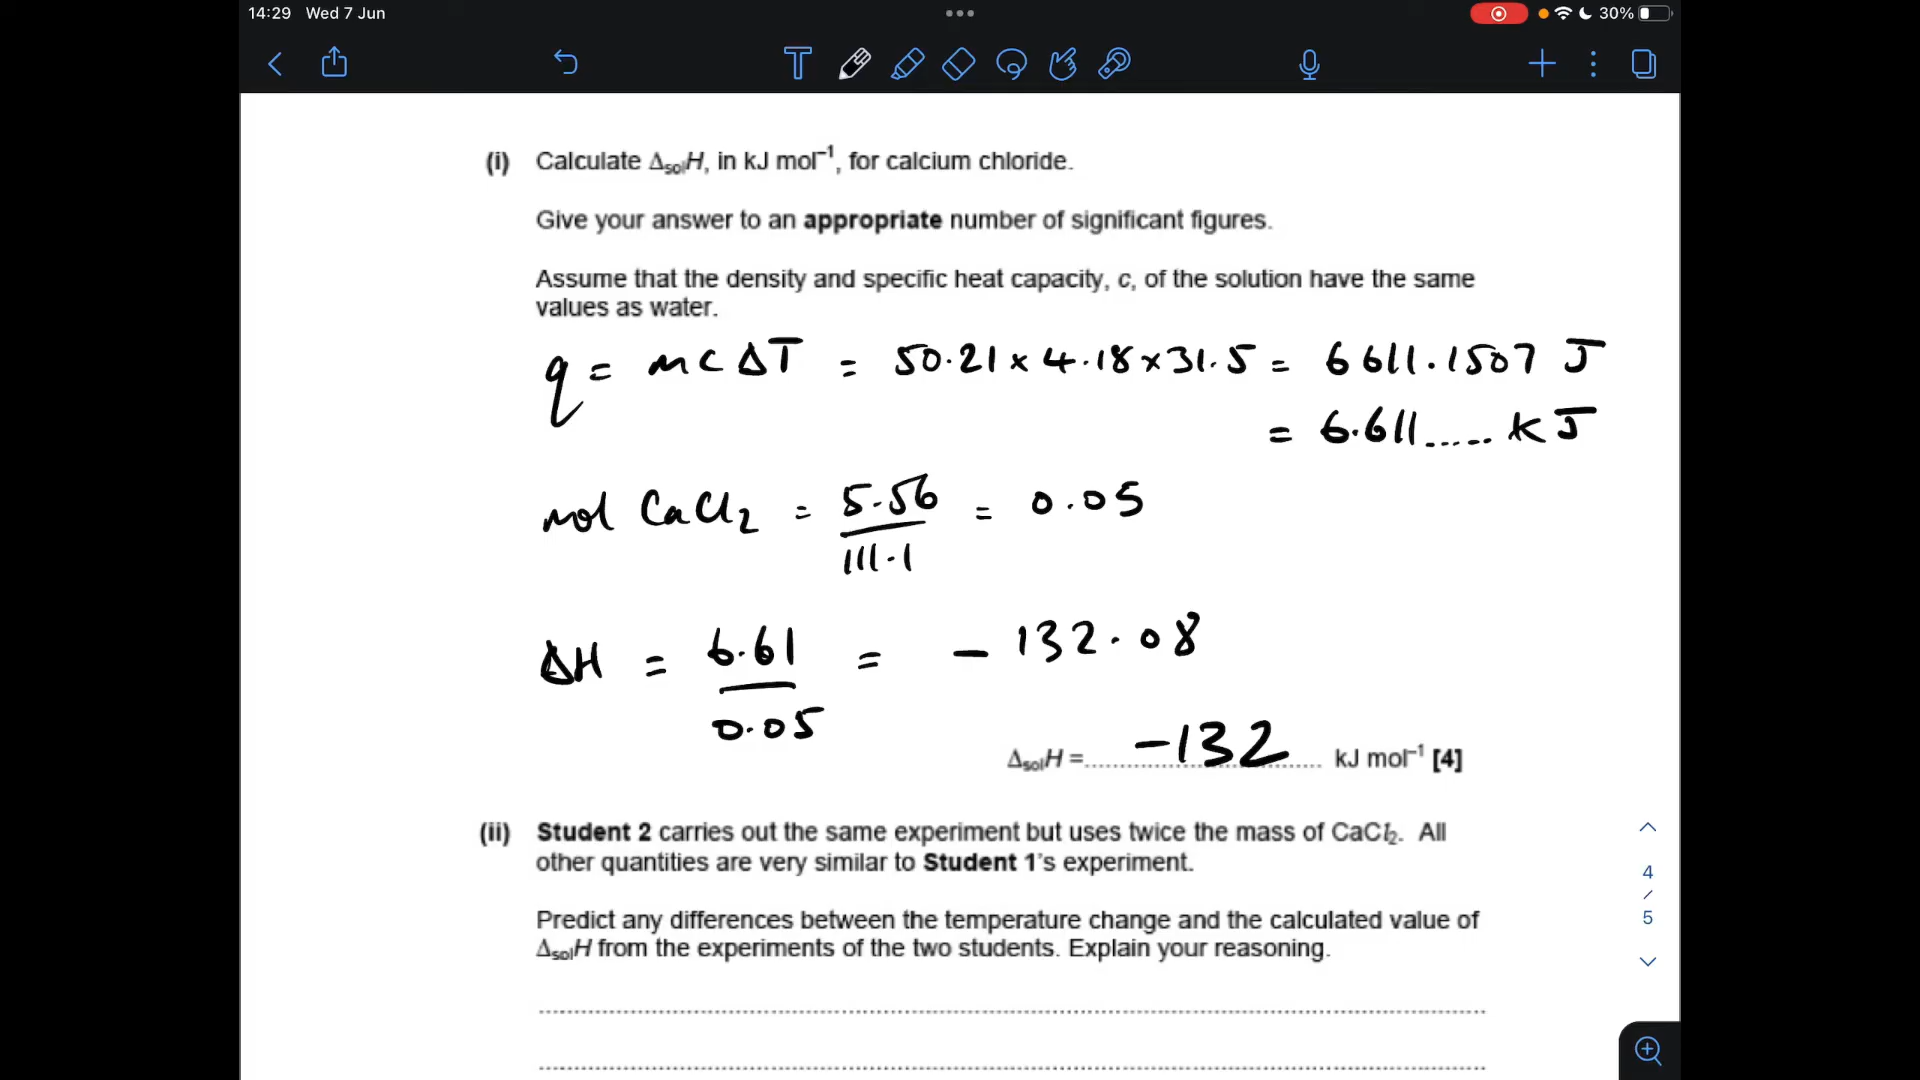 14:29 Wed 7 Jun
30%
(i) Calculate ΔsolH, in kJ mol⁻¹, for calcium chloride.
Give your answer to an appropriate number of significant figures.
Assume that the density and specific heat capacity, c, of the solution have the same
values as water.
q = mcΔT = 50.21 × 4.18 × 31.5 = 6611.1507 J
= 6.611..... kJ
mol CaCl₂ = 5.56 / 111.1 = 0.05
ΔH = 6.61 / 0.05 = - 132.08
ΔsolH = -132 kJ mol⁻¹ [4]
(ii) Student 2 carries out the same experiment but uses twice the mass of CaCl₂. All
other quantities are very similar to Student 1's experiment.
Predict any differences between the temperature change and the calculated value of
ΔsolH from the experiments of the two students. Explain your reasoning.
4
/
5